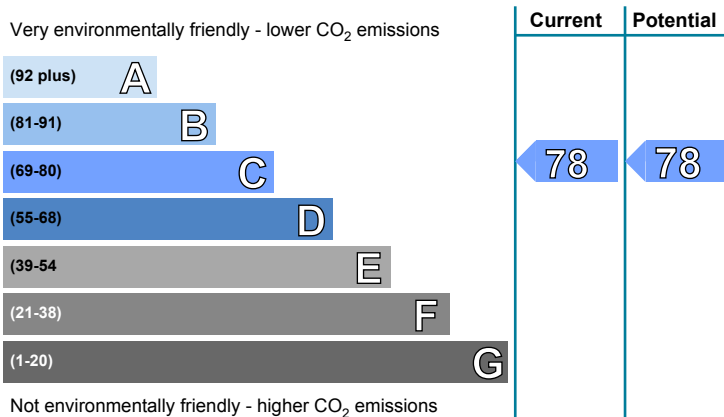 Very environmentally friendly - lower CO2 emissions
Current
Potential
(92 plus) A
(81-91) B
(69-80) C
78
78
(55-68) D
(39-54 E
(21-38) F
(1-20) G
Not environmentally friendly - higher CO2 emissions